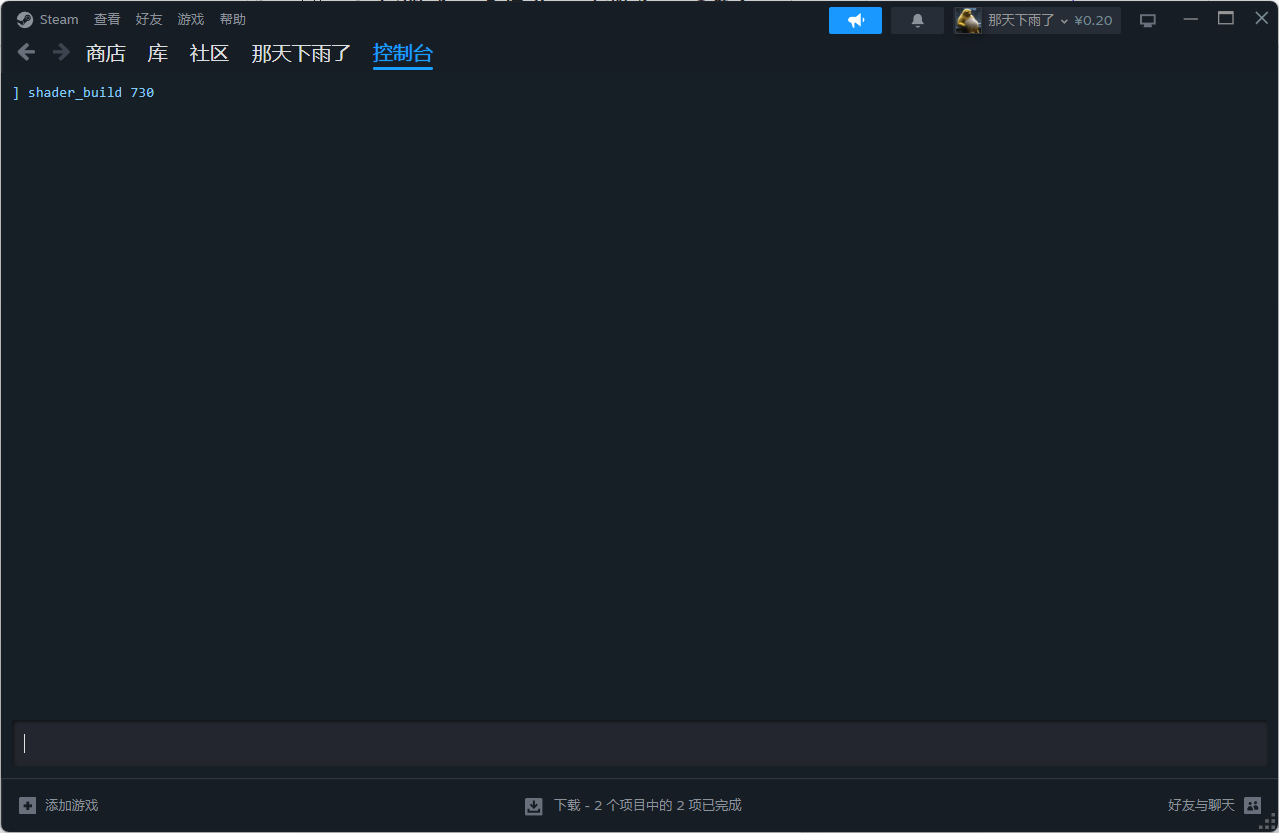 Steam 查看 好友 游戏 帮助 那天下雨了 ¥0.20
商店 库 社区 那天下雨了 控制台
] shader_build 730
添加游戏 下载 - 2 个项目中的 2 项已完成 好友与聊天